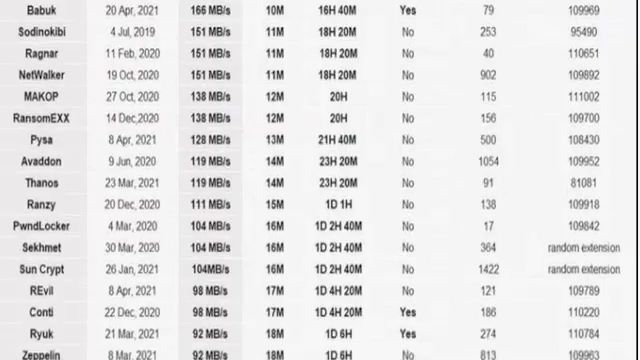 Babuk 20 Apr, 2021 166 MB/s 10M 16H 40M Yes 79 109969
Sodinokibi 4 Jul, 2019 151 MB/s 11M 18H 20M No 253 95490
Ragnar 11 Feb, 2020 151 MB/s 11M 18H 20M No 40 110651
NetWalker 19 Oct, 2020 151 MB/s 11M 18H 20M No 902 109892
MAKOP 27 Oct, 2020 138 MB/s 12M 20H No 115 111002
RansomEXX 14 Dec,2020 138 MB/s 12M 20H No 156 109700
Pysa 8 Apr, 2021 128 MB/s 13M 21H 40M No 500 108430
Avaddon 9 Jun, 2020 119 MB/s 14M 23H 20M No 1054 109952
Thanos 23 Mar, 2021 119 MB/s 14M 23H 20M No 91 81081
Ranzy 20 Dec, 2020 111 MB/s 15M 1D 1H No 138 109918
PwndLocker 4 Mar, 2020 104 MB/s 16M 1D 2H 40M No 17 109842
Sekhmet 30 Mar, 2020 104 MB/s 16M 1D 2H 40M No 364 random extension
Sun Crypt 26 Jan, 2021 104MB/s 16M 1D 2H 40M No 1422 random extension
REvil 8 Apr, 2021 98 MB/s 17M 1D 4H 20M No 121 109789
Conti 22 Dec, 2020 98 MB/s 17M 1D 4H 20M Yes 186 110220
Ryuk 21 Mar, 2021 92 MB/s 18M 1D 6H Yes 274 110784
Zeppelin 8 Mar, 2021 92 MB/s 18M 1D 6H No 813 109963